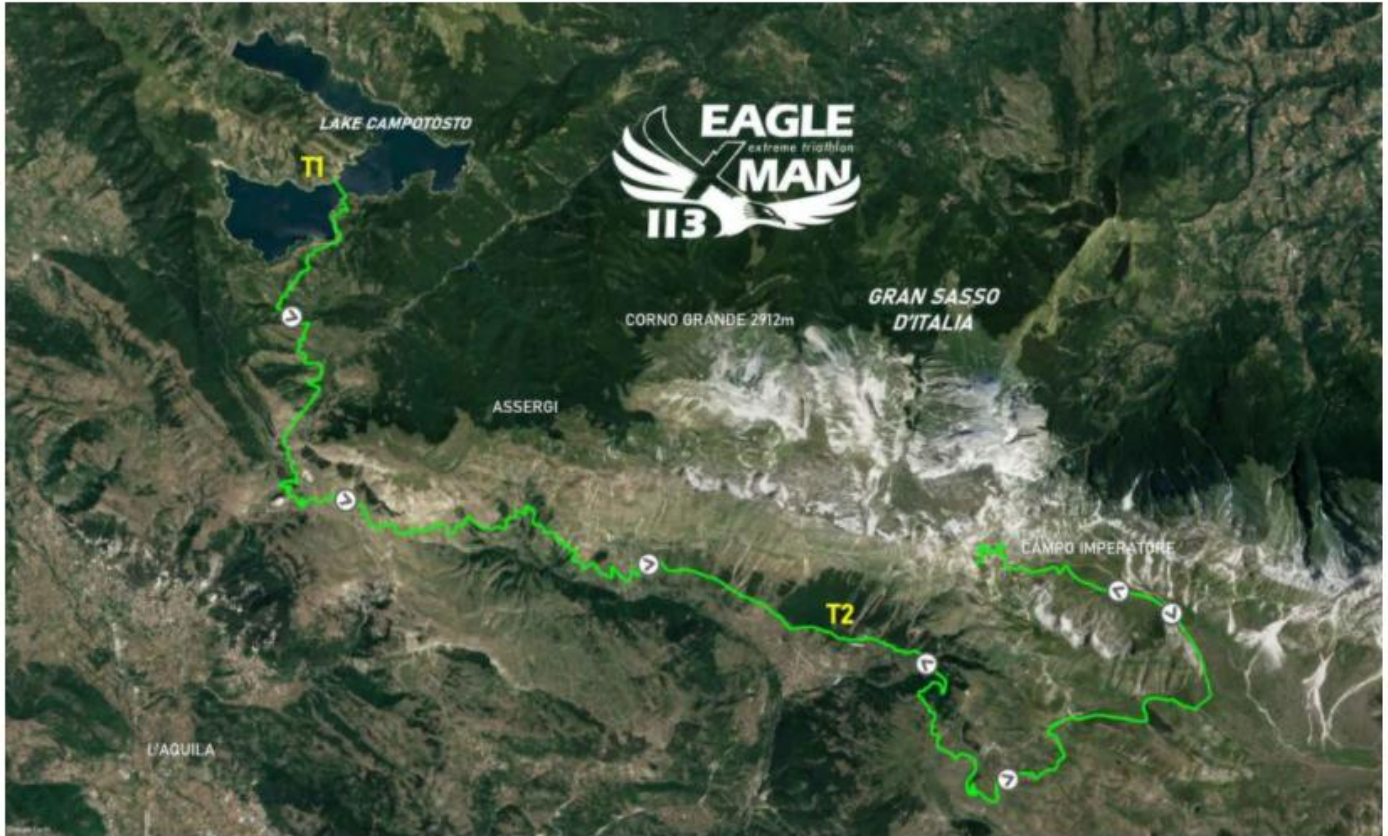 LAKE CAMPOTOSTO
T1
EAGLE
extreme triathlon
X MAN
113
GRAN SASSO
D'ITALIA
CORNO GRANDE 2912m
ASSERGI
CAMPO IMPERATORE
T2
L'AQUILA